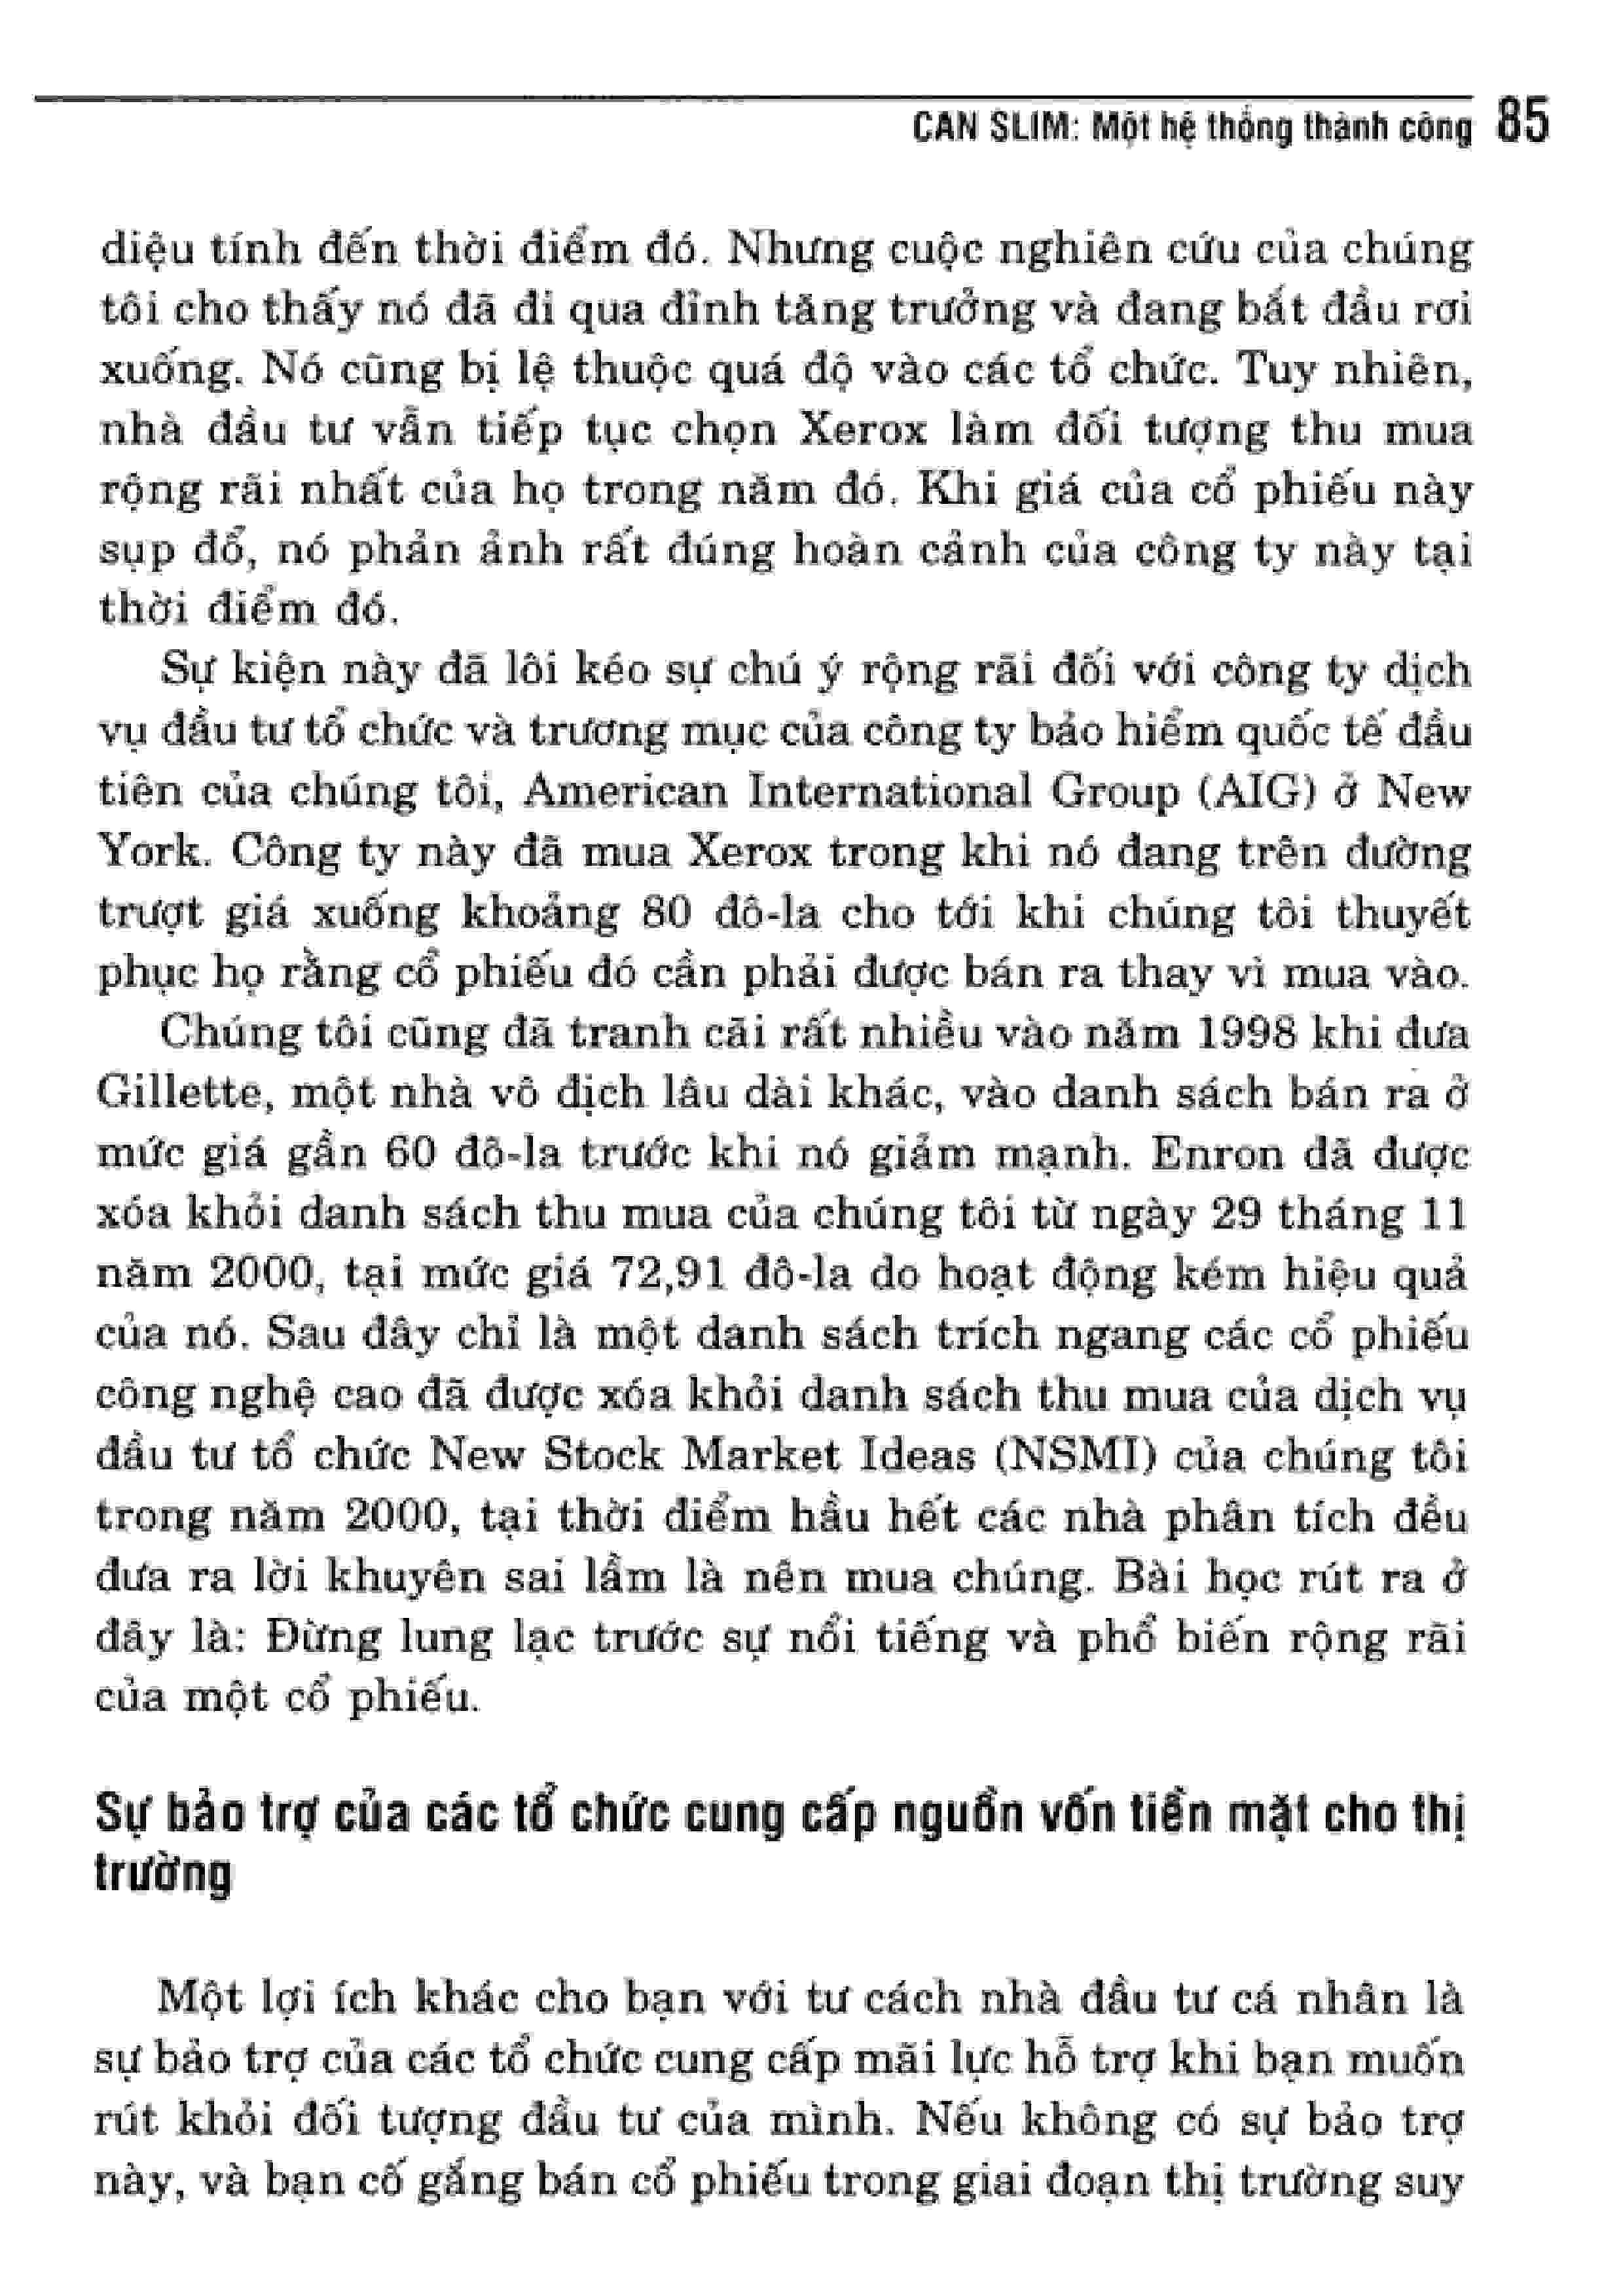 CAN SLIM: Một hệ thống thành công 85
diệu tính đến thời điểm đó. Nhưng cuộc nghiên cứu của chúng
tôi cho thấy nó đã đi qua đỉnh tăng trưởng và đang bắt đầu rơi
xuống. Nó cũng bị lệ thuộc quá độ vào các tổ chức. Tuy nhiên,
nhà đầu tư vẫn tiếp tục chọn Xerox làm đối tượng thu mua
rộng rãi nhất của họ trong năm đó. Khi giá của cổ phiếu này
sụp đổ, nó phản ảnh rất đúng hoàn cảnh của công ty này tại
thời điểm đó.
Sự kiện này đã lôi kéo sự chú ý rộng rãi đối với công ty dịch
vụ đầu tư tổ chức và trương mục của công ty bảo hiểm quốc tế đầu
tiên của chúng tôi, American International Group (AIG) ở New
York. Công ty này đã mua Xerox trong khi nó đang trên đường
trượt giá xuống khoảng 80 đô-la cho tới khi chúng tôi thuyết
phục họ rằng cổ phiếu đó cần phải được bán ra thay vì mua vào.
Chúng tôi cũng đã tranh cãi rất nhiều vào năm 1998 khi đưa
Gillette, một nhà vô địch lâu dài khác, vào danh sách bán ra ở
mức giá gần 60 đô-la trước khi nó giảm mạnh. Enron đã được
xóa khỏi danh sách thu mua của chúng tôi từ ngày 29 tháng 11
năm 2000, tại mức giá 72,91 đô-la do hoạt động kém hiệu quả
của nó. Sau đây chỉ là một danh sách trích ngang các cổ phiếu
công nghệ cao đã được xóa khỏi danh sách thu mua của dịch vụ
đầu tư tổ chức New Stock Market Ideas (NSMI) của chúng tôi
trong năm 2000, tại thời điểm hầu hết các nhà phân tích đều
đưa ra lời khuyên sai lầm là nên mua chúng. Bài học rút ra ở
đây là: Đừng lung lạc trước sự nổi tiếng và phổ biến rộng rãi
của một cổ phiếu.
Sự bảo trợ của các tổ chức cung cấp nguồn vốn tiền mặt cho thị
trường
Một lợi ích khác cho bạn với tư cách nhà đầu tư cá nhân là
sự bảo trợ của các tổ chức cung cấp mãi lực hỗ trợ khi bạn muốn
rút khỏi đối tượng đầu tư của mình. Nếu không có sự bảo trợ
này, và bạn cố gắng bán cổ phiếu trong giai đoạn thị trường suy